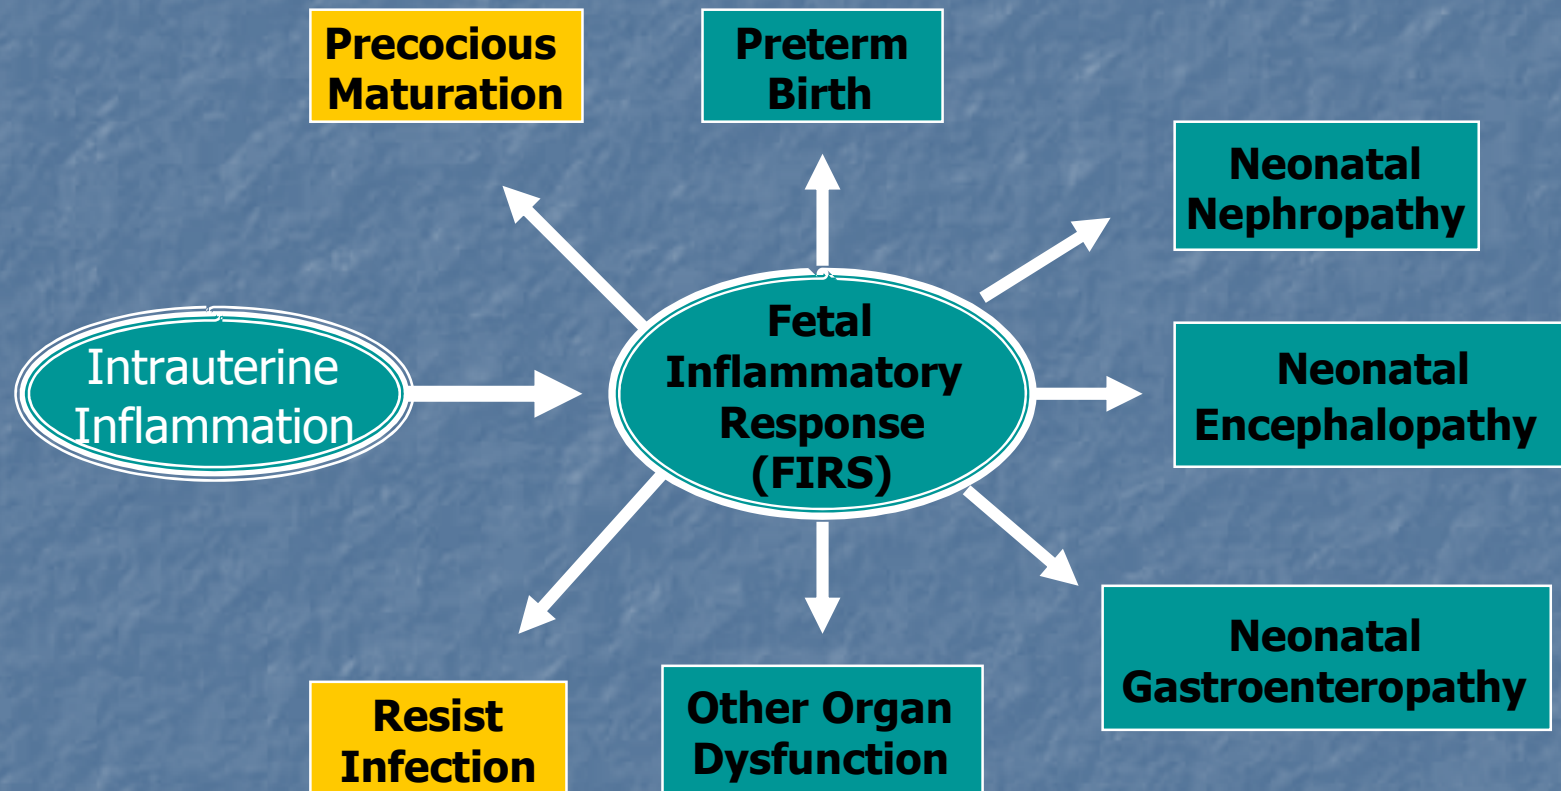 Precocious
Maturation
Preterm
Birth
Neonatal
Nephropathy
Intrauterine
Inflammation
Fetal
Inflammatory
Response
(FIRS)
Neonatal
Encephalopathy
Neonatal
Gastroenteropathy
Resist
Infection
Other Organ
Dysfunction